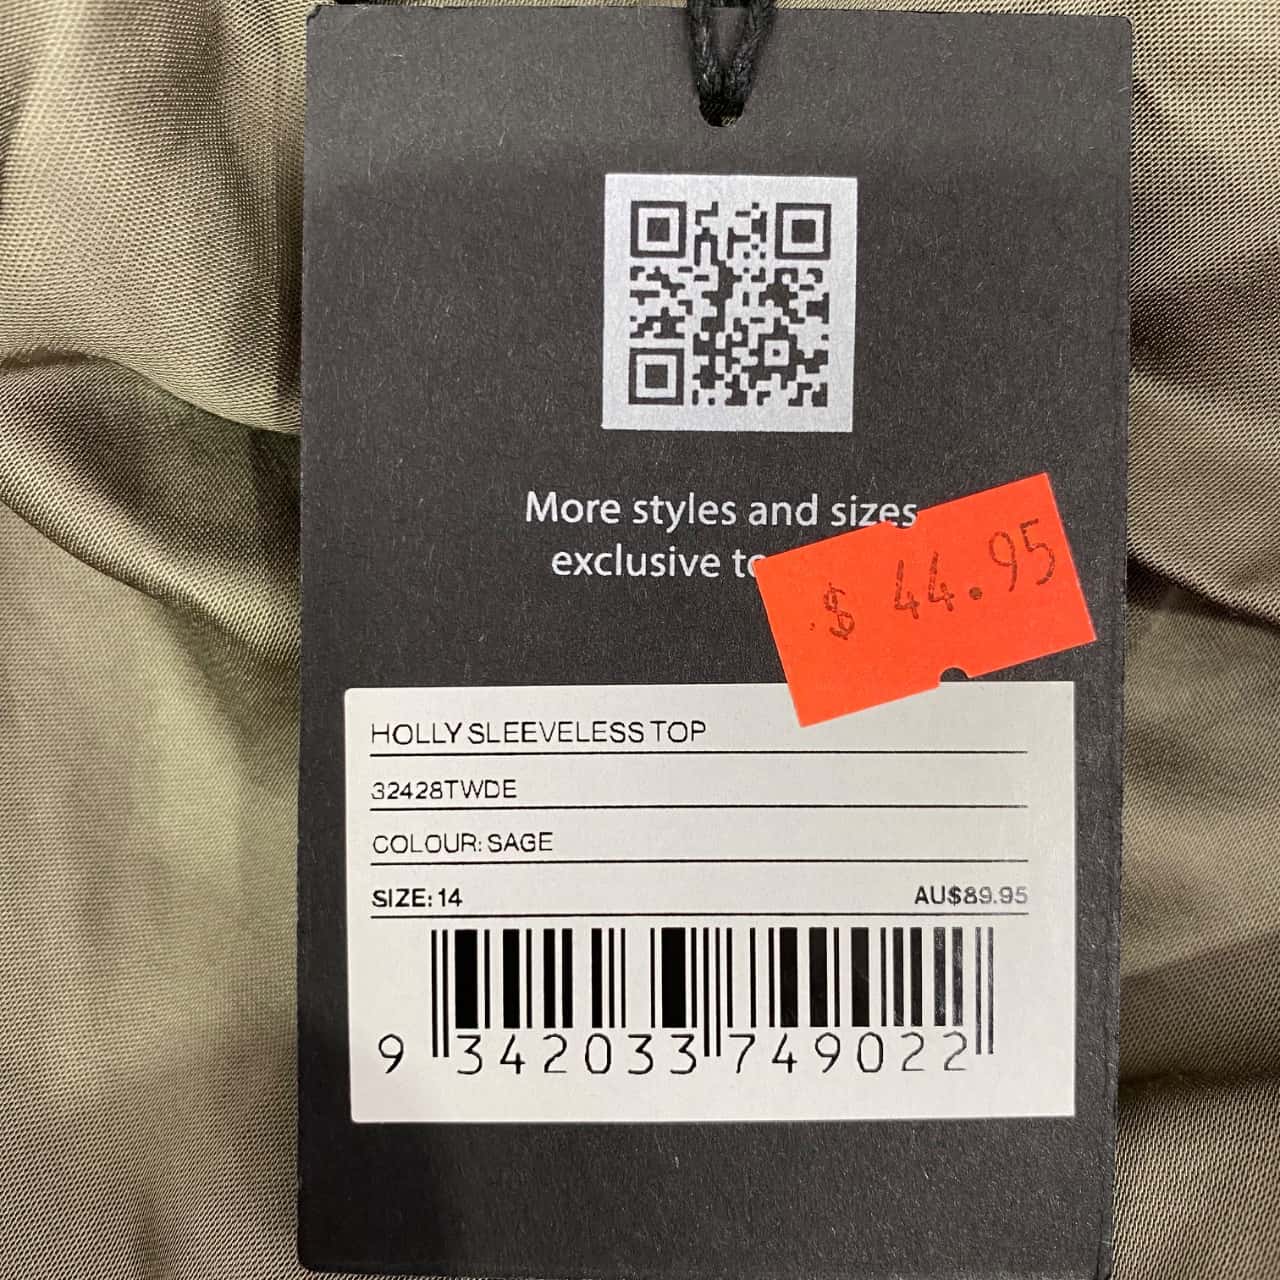 More styles and sizes
exclusive to
$ 44.95
HOLLY SLEEVELESS TOP
32428TWDE
COLOUR: SAGE
SIZE: 14 AU$89.95
9 342033 749022